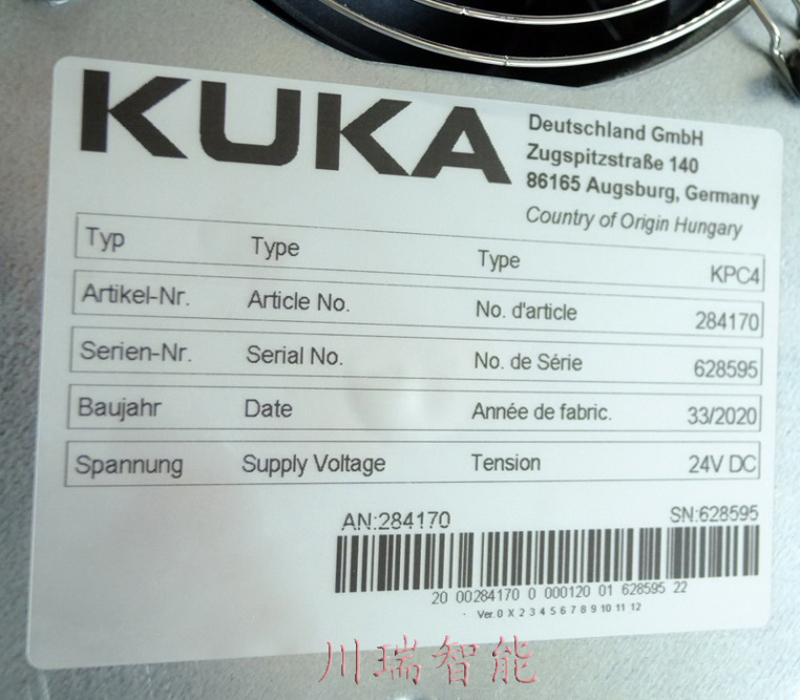 KUKA
Deutschland GmbH
Zugspitzstraße 140
86165 Augsburg, Germany
Country of Origin Hungary
Typ Type Type KPC4
Artikel-Nr. Article No. No. d'article 284170
Serien-Nr. Serial No. No. de Série 628595
Baujahr Date Année de fabric. 33/2020
Spannung Supply Voltage Tension 24V DC
AN:284170 SN:628595
20 00284170 0 000120 01 628595 22
Ver.0 X 2 3 4 5 6 7 8 9 10 11 12
川瑞智能